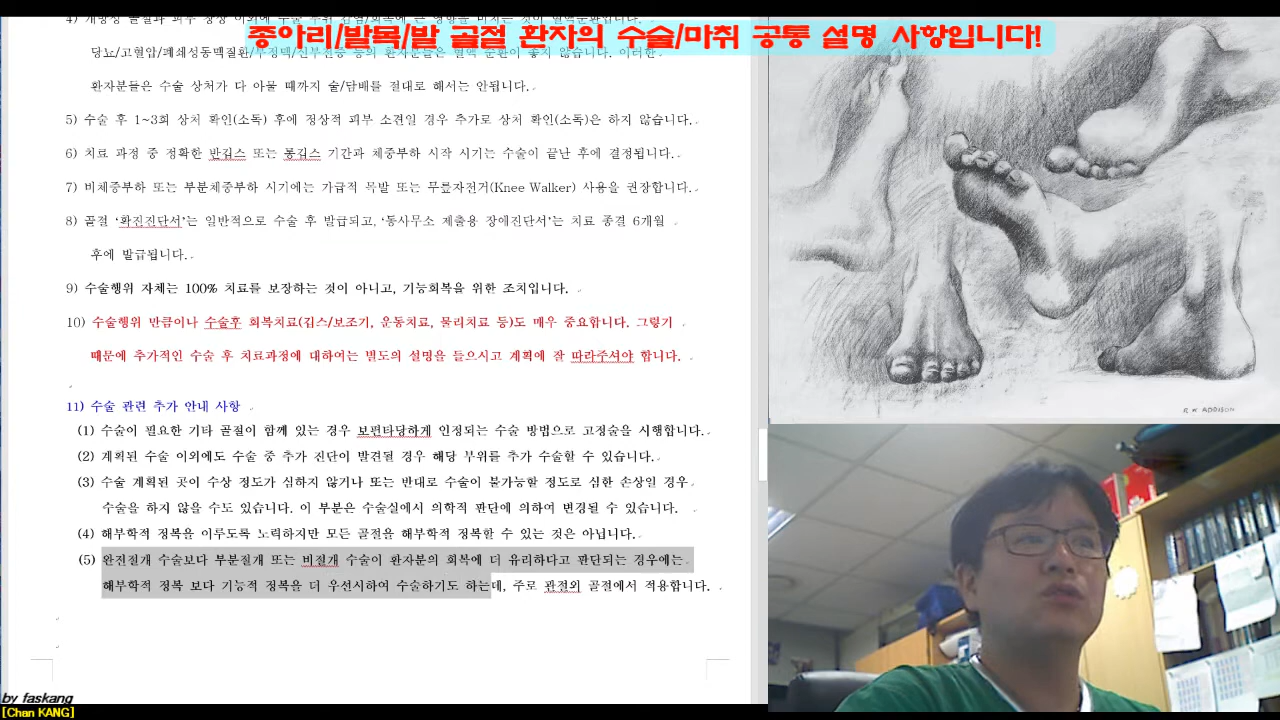 종아리/발목/발 골절 환자의 수술/마취 공통 설명 사항입니다!
환자분들은 수술 상처가 다 아물 때까지 술/담배를 절대로 해서는 안됩니다.
5) 수술 후 1~3회 상처 확인(소독) 후에 정상적 피부 소견일 경우 추가로 상처 확인(소독)은 하지 않습니다.
6) 치료 과정 중 정확한 반깁스 또는 통깁스 기간과 체중부하 시작 시기는 수술이 끝난 후에 결정됩니다.
7) 비체중부하 또는 부분체중부하 시기에는 가급적 목발 또는 무릎자전거(Knee Walker) 사용을 권장합니다.
8) 골절 ‘확진진단서’는 일반적으로 수술 후 발급되고, ‘동사무소 제출용 장애진단서’는 치료 종결 6개월
후에 발급됩니다.
9) 수술행위 자체는 100% 치료를 보장하는 것이 아니고, 기능회복을 위한 조치입니다.
10) 수술행위 만큼이나 수술후 회복치료(깁스/보조기, 운동치료, 물리치료 등)도 매우 중요합니다. 그렇기
때문에 추가적인 수술 후 치료과정에 대하여는 별도의 설명을 들으시고 계획에 잘 따라주셔야 합니다.
11) 수술 관련 추가 안내 사항
(1) 수술이 필요한 기타 골절이 함께 있는 경우 보편타당하게 인정되는 수술 방법으로 고정술을 시행합니다.
(2) 계획된 수술 이외에도 수술 중 추가 진단이 발견될 경우 해당 부위를 추가 수술할 수 있습니다.
(3) 수술 계획된 곳이 수상 정도가 심하지 않거나 또는 반대로 수술이 불가능할 정도로 심한 손상일 경우
수술을 하지 않을 수도 있습니다. 이 부분은 수술실에서 의학적 판단에 의하여 변경될 수 있습니다.
(4) 해부학적 정복을 이루도록 노력하지만 모든 골절을 해부학적 정복할 수 있는 것은 아닙니다.
(5) 완전절개 수술보다 부분절개 또는 비절개 수술이 환자분의 회복에 더 유리하다고 판단되는 경우에는
해부학적 정복 보다 기능적 정복을 더 우선시하여 수술하기도 하는데, 주로 관절외 골절에서 적용합니다.
by faskang
[Chan KANG]
R K ADDISON